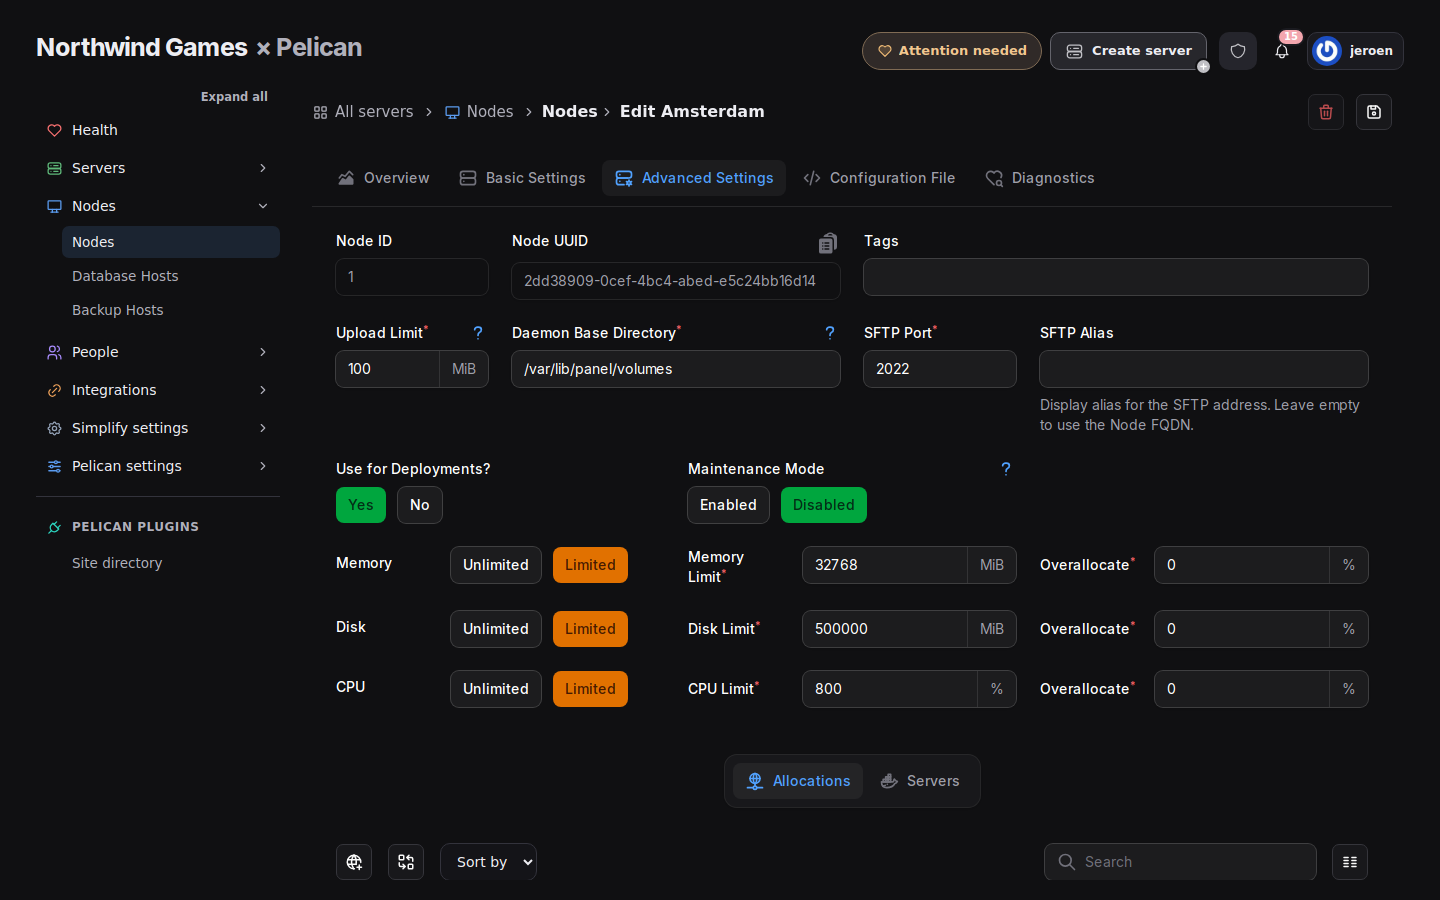 Northwind Games × Pelican
Attention needed
Create server
15
jeroen
Expand all
Health
Servers
Nodes
Nodes
Database Hosts
Backup Hosts
People
Integrations
Simplify settings
Pelican settings
PELICAN PLUGINS
Site directory
All servers > Nodes > Nodes > Edit Amsterdam
Overview
Basic Settings
Advanced Settings
Configuration File
Diagnostics
Node ID
1
Node UUID
2dd38909-0cef-4bc4-abed-e5c24bb16d14
Tags
Upload Limit*
?
100 MiB
Daemon Base Directory*
?
/var/lib/panel/volumes
SFTP Port*
2022
SFTP Alias
Display alias for the SFTP address. Leave empty
to use the Node FQDN.
Use for Deployments?
Yes
No
Maintenance Mode
?
Enabled
Disabled
Memory
Unlimited
Limited
Memory
Limit*
32768 MiB
Overallocate*
0 %
Disk
Unlimited
Limited
Disk Limit*
500000 MiB
Overallocate*
0 %
CPU
Unlimited
Limited
CPU Limit*
800 %
Overallocate*
0 %
Allocations
Servers
Sort by
Search